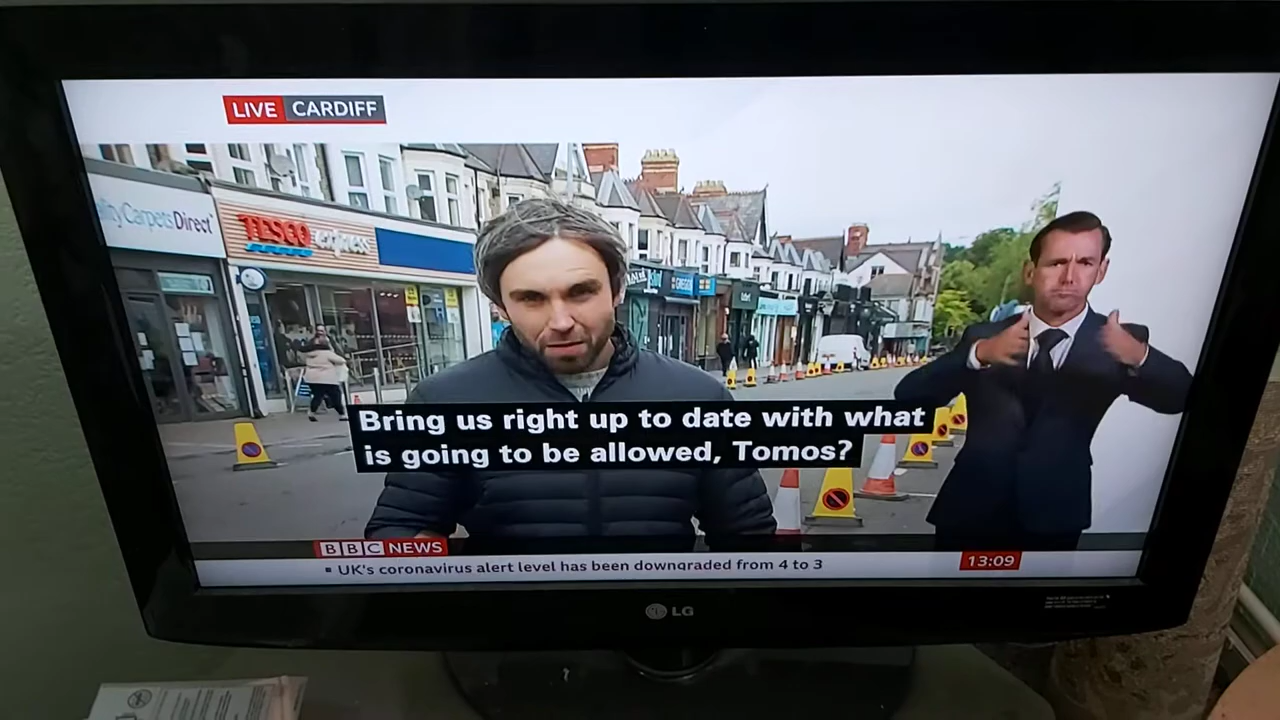 LIVE CARDIFF
Carpets Direct
TESCO express
GREGGS
Bring us right up to date with what
is going to be allowed, Tomos?
BBC NEWS
UK's coronavirus alert level has been downgraded from 4 to 3
13:09
LG